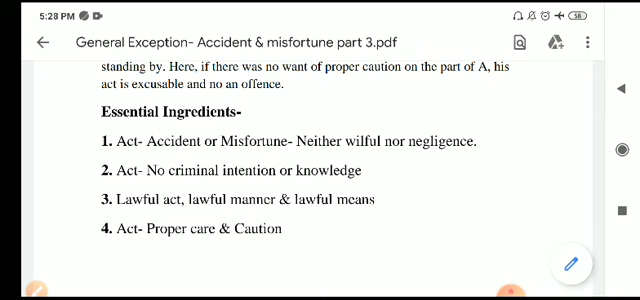 5:28 PM
58
General Exception- Accident & misfortune part 3.pdf
standing by. Here, if there was no want of proper caution on the part of A, his
act is excusable and no an offence.
Essential Ingredients-
1. Act- Accident or Misfortune- Neither wilful nor negligence.
2. Act- No criminal intention or knowledge
3. Lawful act, lawful manner & lawful means
4. Act- Proper care & Caution